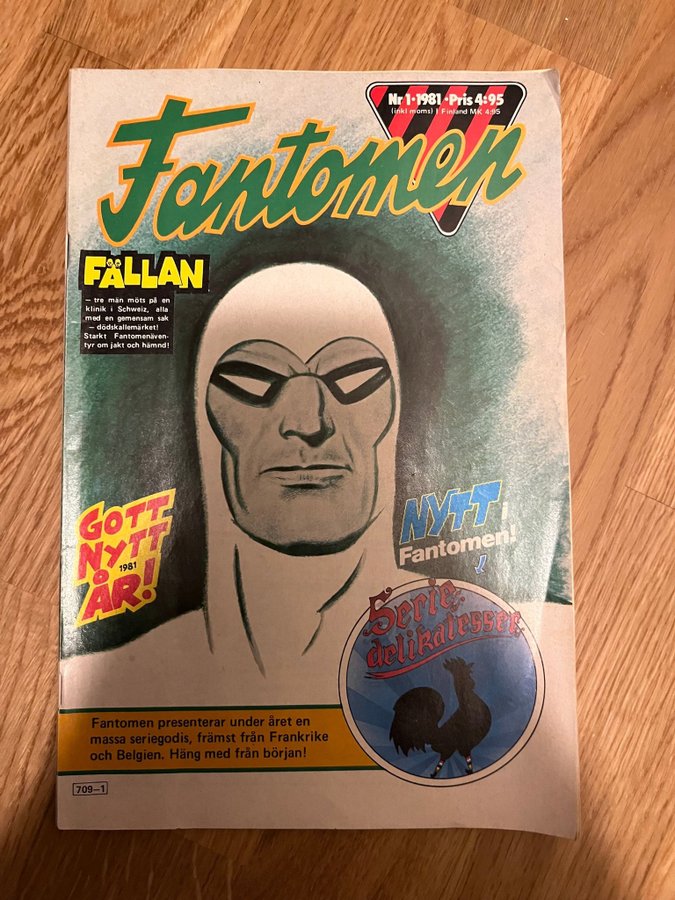 Nr 1 • 1981 • Pris 4:95
(inkl moms) | Finland MK 4:95
Fantomen
FÄLLAN
— tre män möts på en
klinik i Schweiz, alla
med en gemensam sak
— dödskallemärket!
Starkt Fantomenäven-
tyr om jakt och hämnd!
GOTT
NYTT
1981
ÅR!
NYTT i
Fantomen!
Serie
delikatesser
Fantomen presenterar under året en
massa seriegodis, främst från Frankrike
och Belgien. Häng med från början!
709—1